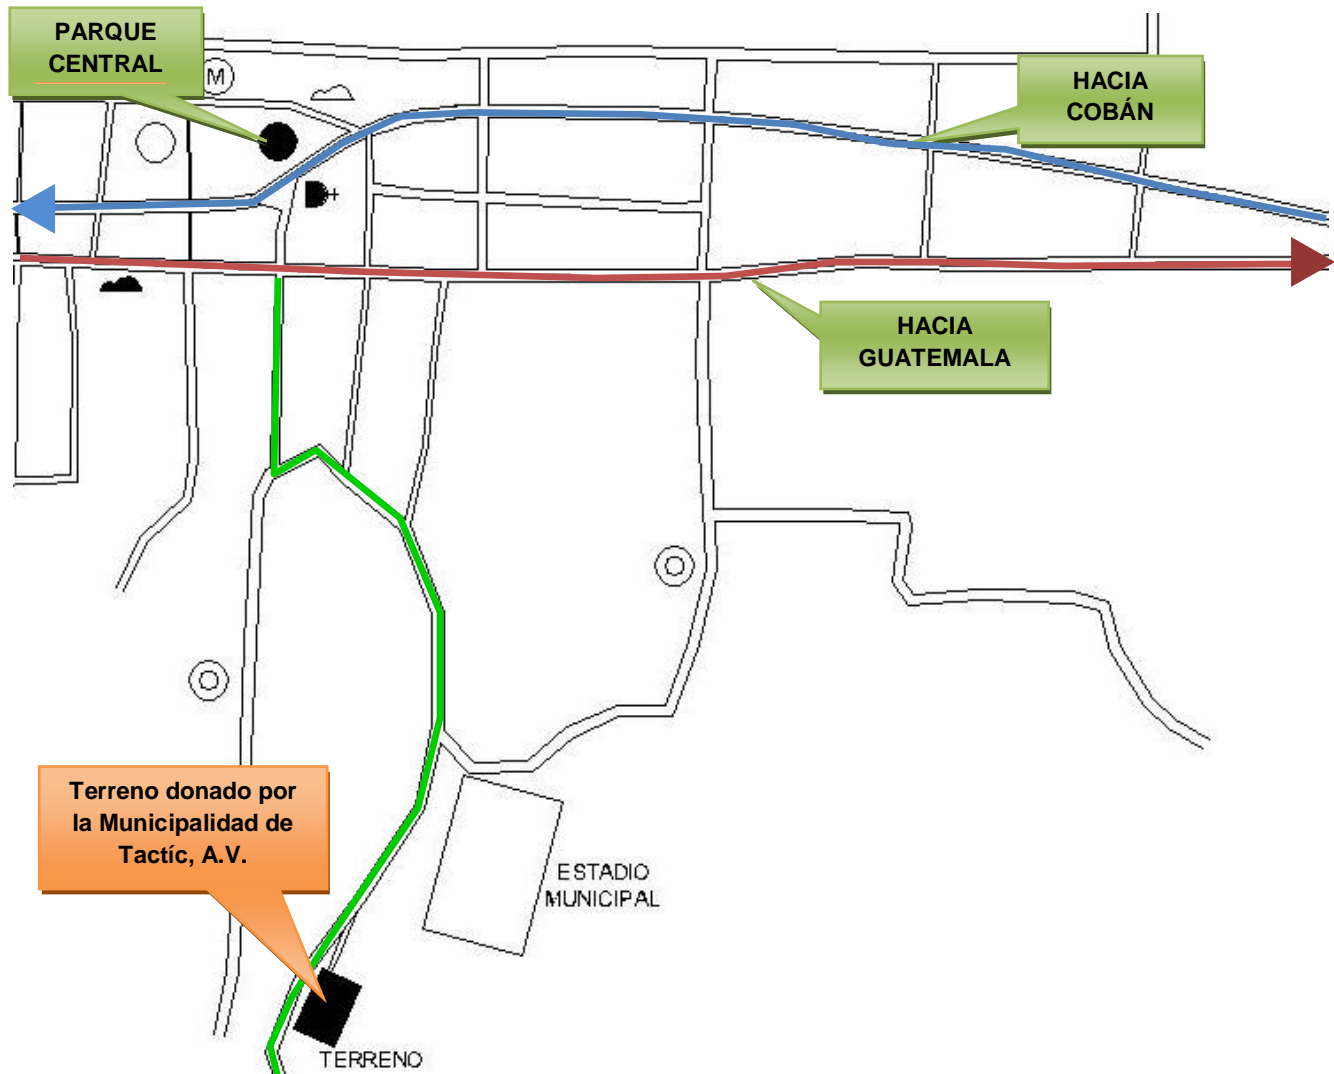 PARQUE
CENTRAL
M
HACIA
COBÁN
HACIA
GUATEMALA
Terreno donado por
la Municipalidad de
Tactíc, A.V.
ESTADIO
MUNICIPAL
TERRENO